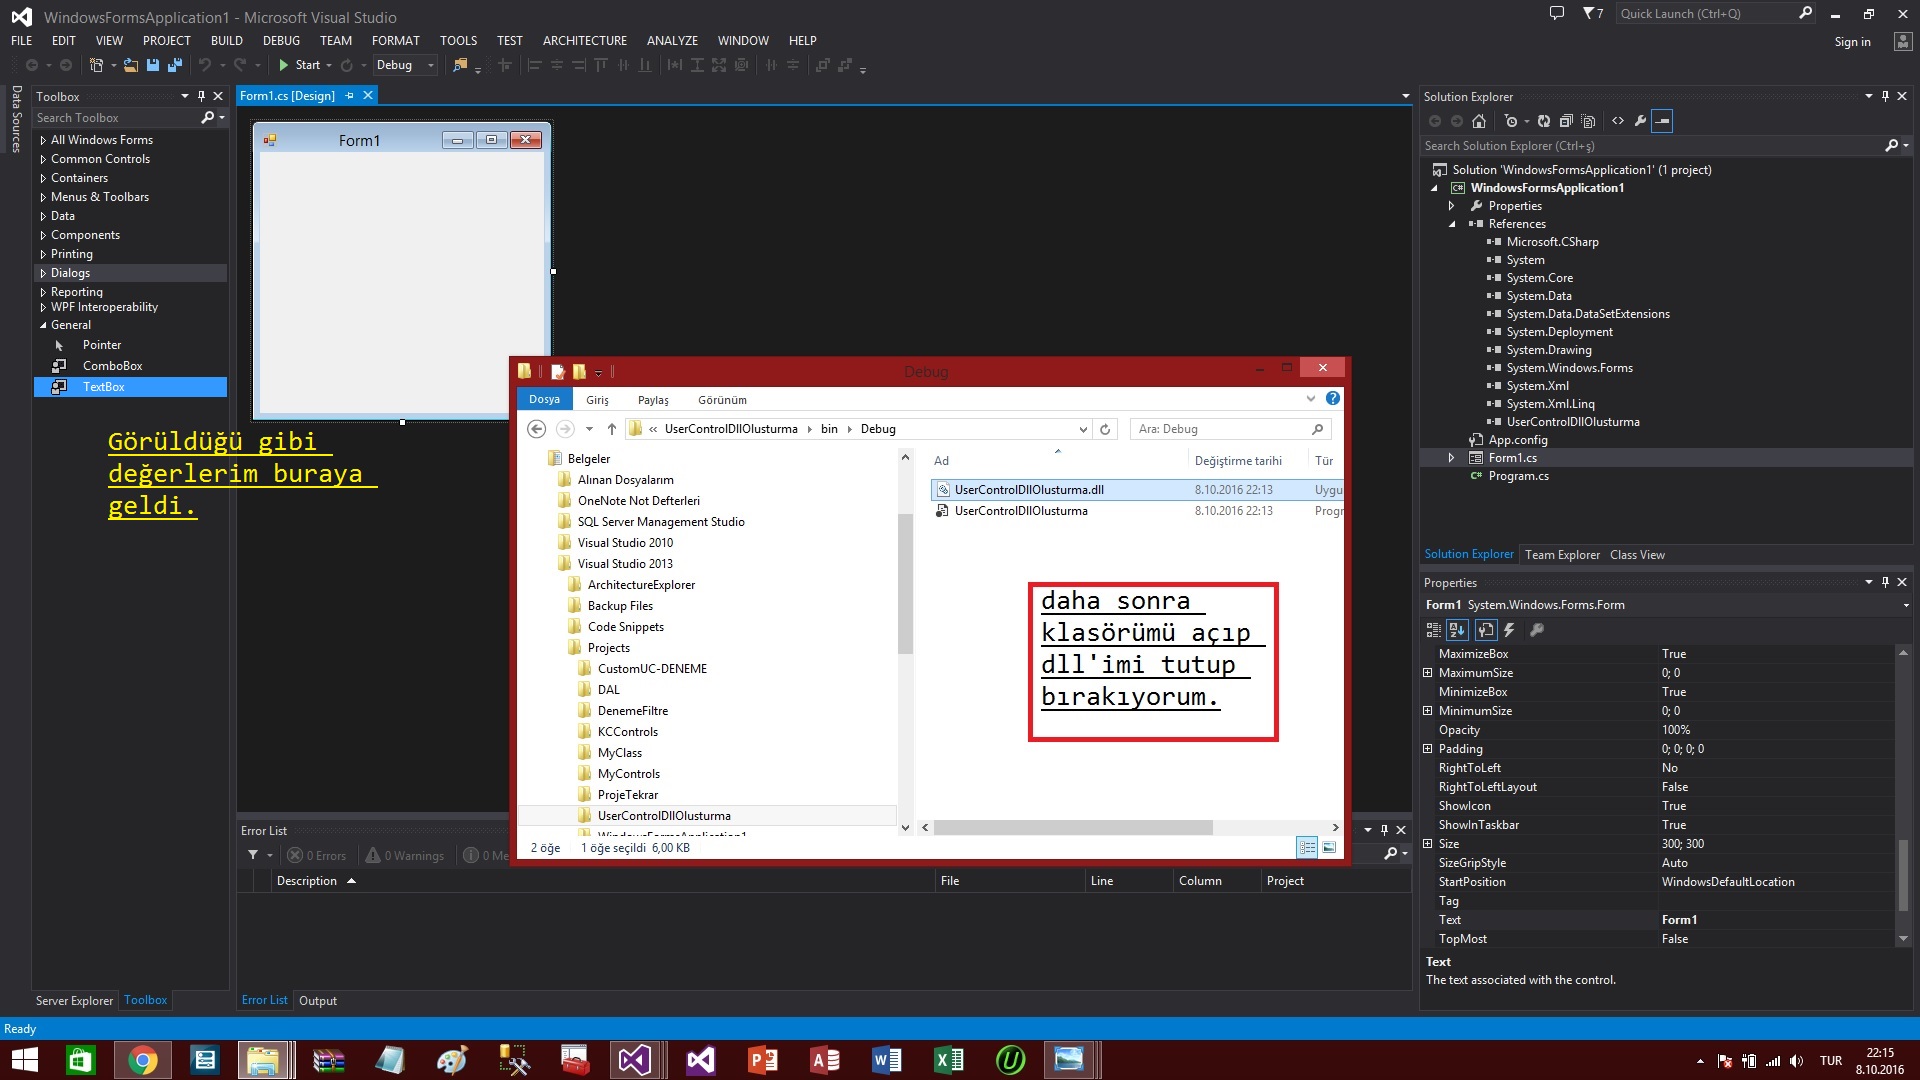 WindowsFormsApplication1 - Microsoft Visual Studio
7
Quick Launch (Ctrl+Q)
FILE EDIT VIEW PROJECT BUILD DEBUG TEAM FORMAT TOOLS TEST ARCHITECTURE ANALYZE WINDOW HELP
Sign in
Start
Debug
Data Sources
Toolbox
Search Toolbox
All Windows Forms
Common Controls
Containers
Menus & Toolbars
Data
Components
Printing
Dialogs
Reporting
WPF Interoperability
General
Pointer
ComboBox
TextBox
Görüldüğü gibi
değerlerim buraya
geldi.
Server Explorer
Toolbox
Form1.cs [Design]
Form1
Debug
Dosya
Giriş
Paylaş
Görünüm
« UserControlDllOlusturma bin Debug
Ara: Debug
Belgeler
Alınan Dosyalarım
OneNote Not Defterleri
SQL Server Management Studio
Visual Studio 2010
Visual Studio 2013
ArchitectureExplorer
Backup Files
Code Snippets
Projects
CustomUC-DENEME
DAL
DenemeFiltre
KCControls
MyClass
MyControls
ProjeTekrar
UserControlDllOlusturma
WindowsFormsApplication1
Ad Değiştirme tarihi Tür
UserControlDllOlusturma.dll 8.10.2016 22:13 Uygu
UserControlDllOlusturma 8.10.2016 22:13 Progr
daha sonra
klasörümü açıp
dll'imi tutup
bırakıyorum.
2 öğe 1 öğe seçildi 6,00 KB
Error List
0 Errors
0 Warnings
0 Me
Description File Line Column Project
Error List
Output
Solution Explorer
Search Solution Explorer (Ctrl+ş)
Solution 'WindowsFormsApplication1' (1 project)
WindowsFormsApplication1
Properties
References
Microsoft.CSharp
System
System.Core
System.Data
System.Data.DataSetExtensions
System.Deployment
System.Drawing
System.Windows.Forms
System.Xml
System.Xml.Linq
UserControlDllOlusturma
App.config
Form1.cs
Program.cs
Solution Explorer Team Explorer Class View
Properties
Form1 System.Windows.Forms.Form
MaximizeBox True
MaximumSize 0; 0
MinimizeBox True
MinimumSize 0; 0
Opacity 100%
Padding 0; 0; 0; 0
RightToLeft No
RightToLeftLayout False
ShowIcon True
ShowInTaskbar True
Size 300; 300
SizeGripStyle Auto
StartPosition WindowsDefaultLocation
Tag
Text Form1
TopMost False
Text
The text associated with the control.
Ready
TUR
22:15
8.10.2016